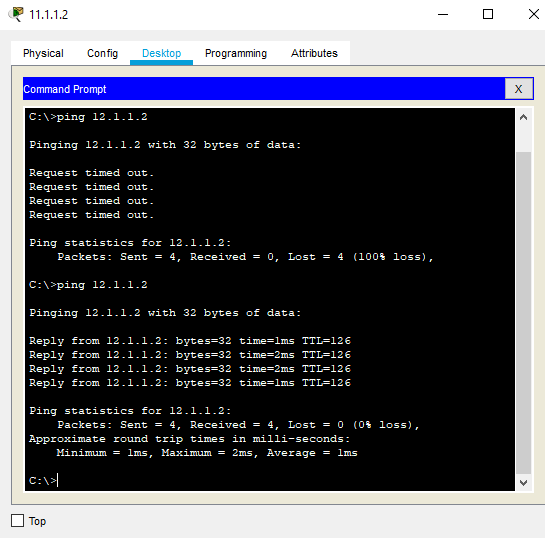 11.1.1.2
Physical Config Desktop Programming Attributes
Command Prompt X
C:\>ping 12.1.1.2
Pinging 12.1.1.2 with 32 bytes of data:
Request timed out.
Request timed out.
Request timed out.
Request timed out.
Ping statistics for 12.1.1.2:
Packets: Sent = 4, Received = 0, Lost = 4 (100% loss),
C:\>ping 12.1.1.2
Pinging 12.1.1.2 with 32 bytes of data:
Reply from 12.1.1.2: bytes=32 time=1ms TTL=126
Reply from 12.1.1.2: bytes=32 time=2ms TTL=126
Reply from 12.1.1.2: bytes=32 time=2ms TTL=126
Reply from 12.1.1.2: bytes=32 time=1ms TTL=126
Ping statistics for 12.1.1.2:
Packets: Sent = 4, Received = 4, Lost = 0 (0% loss),
Approximate round trip times in milli-seconds:
Minimum = 1ms, Maximum = 2ms, Average = 1ms
C:\>
Top